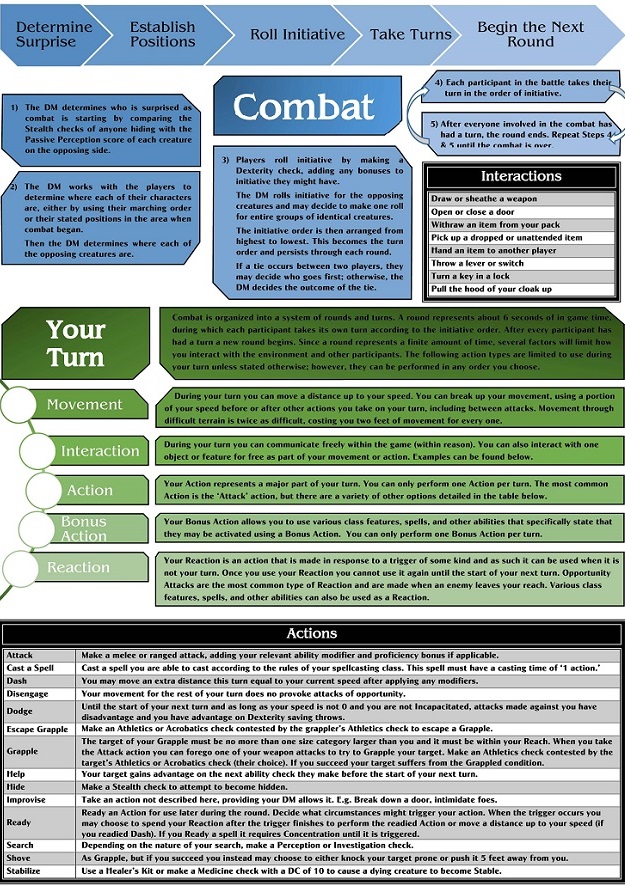 Determine
Surprise
Establish
Positions
Roll Initiative
Take Turns
Begin the Next
Round
1) The DM determines who is surprised as
combat is starting by comparing the
Stealth checks of anyone hiding with the
Passive Perception score of each creature
on the opposing side.
2) The DM works with the players to
determine where each of their characters
are, either by using their marching order
or their stated positions in the area when
combat began.
Then the DM determines where each of
the opposing creatures are.
Combat
3) Players roll initiative by making a
Dexterity check, adding any bonuses to
initiative they might have.
The DM rolls initiative for the opposing
creatures and may decide to make one roll
for entire groups of identical creatures.
The initiative order is then arranged from
highest to lowest. This becomes the turn
order and persists through each round.
If a tie occurs between two players, they
may decide who goes first; otherwise, the
DM decides the outcome of the tie.
4) Each participant in the battle takes their
turn in the order of initiative.
5) After everyone involved in the combat has
had a turn, the round ends. Repeat Steps 4
& 5 until the combat is over.
Interactions
Draw or sheathe a weapon
Open or close a door
Withraw an item from your pack
Pick up a dropped or unattended item
Hand an item to another player
Throw a lever or switch
Turn a key in a lock
Pull the hood of your cloak up
Your
Turn
Combat is organized into a system of rounds and turns. A round represents about 6 seconds of in game time,
during which each participant takes its own turn according to the initiative order. After every participant has
had a turn a new round begins. Since a round represents a finite amount of time, several factors will limit how
you interact with the environment and other participants. The following action types are limited to use during
your turn unless stated otherwise; however, they can be performed in any order you choose.
Movement
During your turn you can move a distance up to your speed. You can break up your movement, using a portion
of your speed before or after other actions you take on your turn, including between attacks. Movement through
difficult terrain is twice as difficult, costing you two feet of movement for every one.
Interaction
During your turn you can communicate freely within the game (within reason). You can also interact with one
object or feature for free as part of your movement or action. Examples can be found below.
Action
Your Action represents a major part of your turn. You can only perform one Action per turn. The most common
Action is the 'Attack' action, but there are a variety of other options detailed in the table below.
Bonus
Action
Your Bonus Action allows you to use various class features, spells, and other abilities that specifically state that
they may be activated using a Bonus Action. You can only perform one Bonus Action per turn.
Reaction
Your Reaction is an action that is made in response to a trigger of some kind and as such it can be used when it is
not your turn. Once you use your Reaction you cannot use it again until the start of your next turn. Opportunity
Attacks are the most common type of Reaction and are made when an enemy leaves your reach. Various class
features, spells, and other abilities can also be used as a Reaction.
Actions
Attack Make a melee or ranged attack, adding your relevant ability modifier and proficiency bonus if applicable.
Cast a Spell Cast a spell you are able to cast according to the rules of your spellcasting class. This spell must have a casting time of '1 action.'
Dash You may move an extra distance this turn equal to your current speed after applying any modifiers.
Disengage Your movement for the rest of your turn does no provoke attacks of opportunity.
Dodge Until the start of your next turn and as long as your speed is not 0 and you are not Incapacitated, attacks made against you have
disadvantage and you have advantage on Dexterity saving throws.
Escape Grapple Make an Athletics or Acrobatics check contested by the grappler's Athletics check to escape a Grapple.
Grapple The target of your Grapple must be no more than one size category larger than you and it must be within your Reach. When you take
the Attack action you can forego one of your weapon attacks to try to Grapple your target. Make an Athletics check contested by the
target's Athletics or Acrobatics check (their choice). If you succeed your target suffers from the Grappled condition.
Help Your target gains advantage on the next ability check they make before the start of your next turn.
Hide Make a Stealth check to attempt to become hidden.
Improvise Take an action not described here, providing your DM allows it. E.g. Break down a door, intimidate foes.
Ready Ready an Action for use later during the round. Decide what circumstances might trigger your action. When the trigger occurs you
may choose to spend your Reaction after the trigger finishes to perform the readied Action or move a distance up to your speed (if
you readied Dash). If you Ready a spell it requires Concentration until it is triggered.
Search Depending on the nature of your search, make a Perception or Investigation check.
Shove As Grapple, but if you succeed you instead may choose to either knock your target prone or push it 5 feet away from you.
Stabilize Use a Healer's Kit or make a Medicine check with a DC of 10 to cause a dying creature to become Stable.